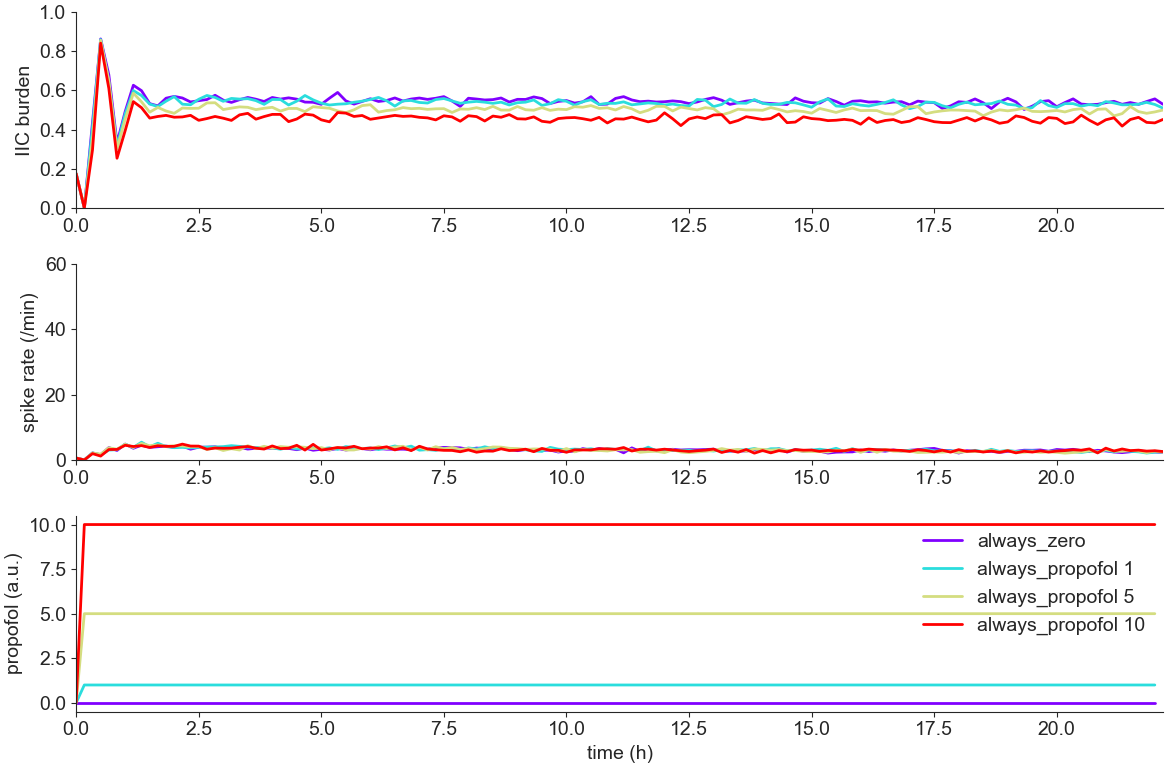 1.0
0.8
0.6
0.4
0.2
0.0
IIC burden
0.0 2.5 5.0 7.5 10.0 12.5 15.0 17.5 20.0
60
40
20
0
spike rate (/min)
0.0 2.5 5.0 7.5 10.0 12.5 15.0 17.5 20.0
10.0
7.5
5.0
2.5
0.0
propofol (a.u.)
always_zero
always_propofol 1
always_propofol 5
always_propofol 10
0.0 2.5 5.0 7.5 10.0 12.5 15.0 17.5 20.0
time (h)